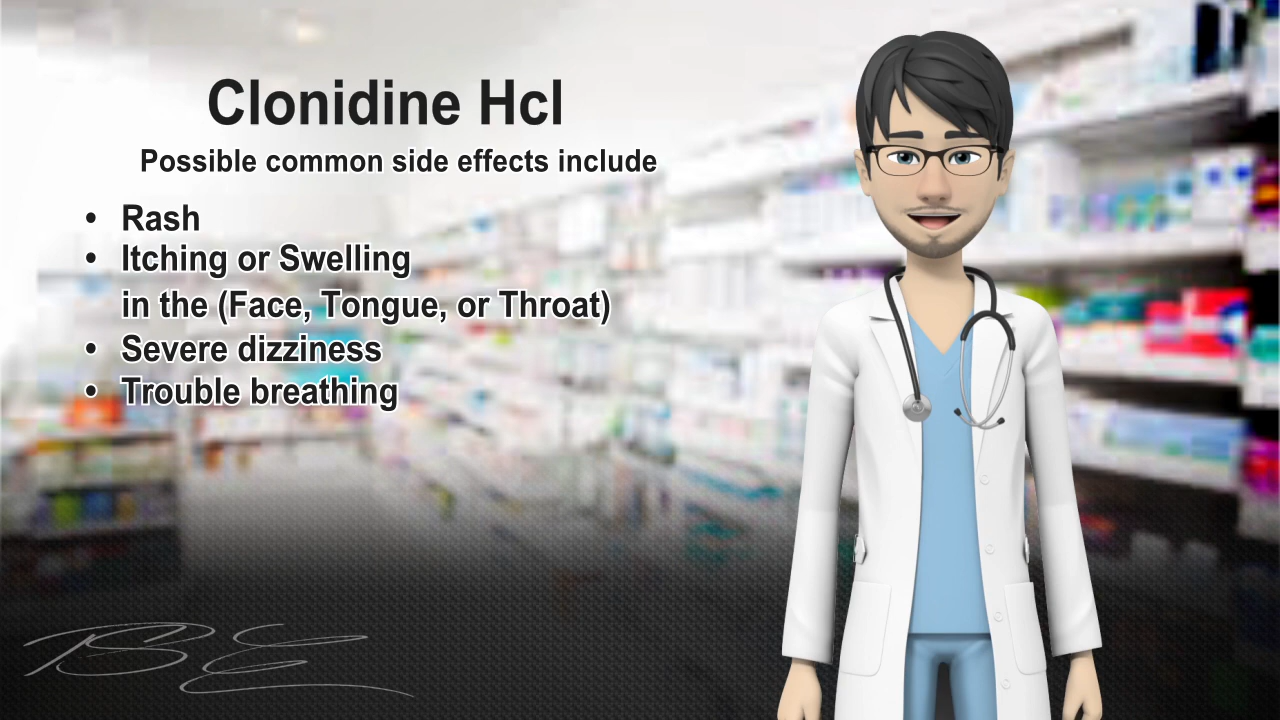 Clonidine Hcl
Possible common side effects include
• Rash
• Itching or Swelling
in the (Face, Tongue, or Throat)
• Severe dizziness
• Trouble breathing